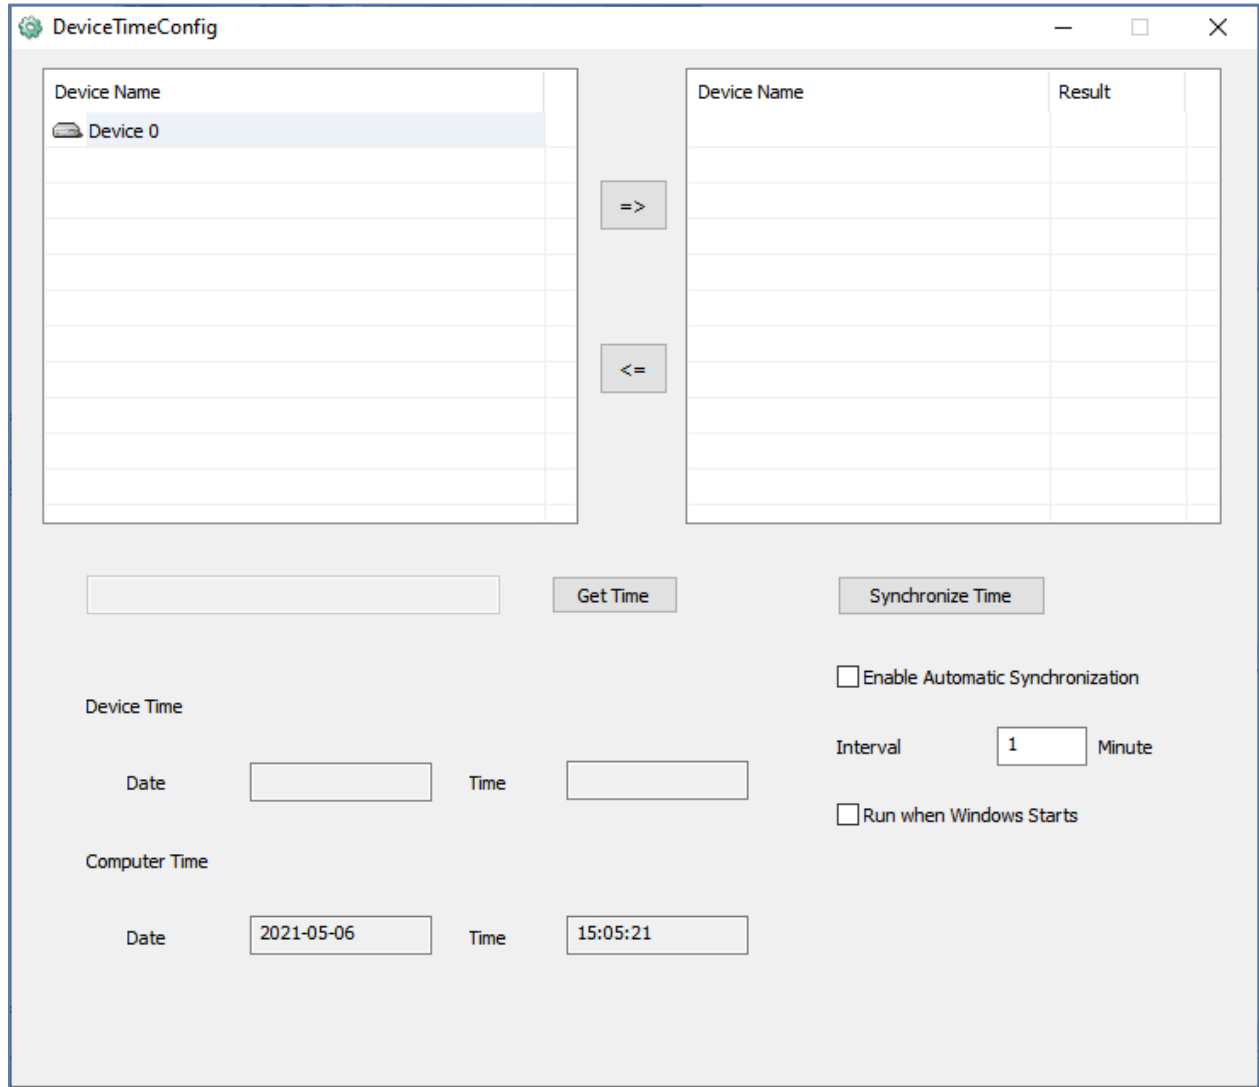 DeviceTimeConfig
Device Name
Device 0
=>
<=
Device Name Result
Get Time
Synchronize Time
Device Time
Date Time
Computer Time
Date 2021-05-06 Time 15:05:21
Enable Automatic Synchronization
Interval 1 Minute
Run when Windows Starts